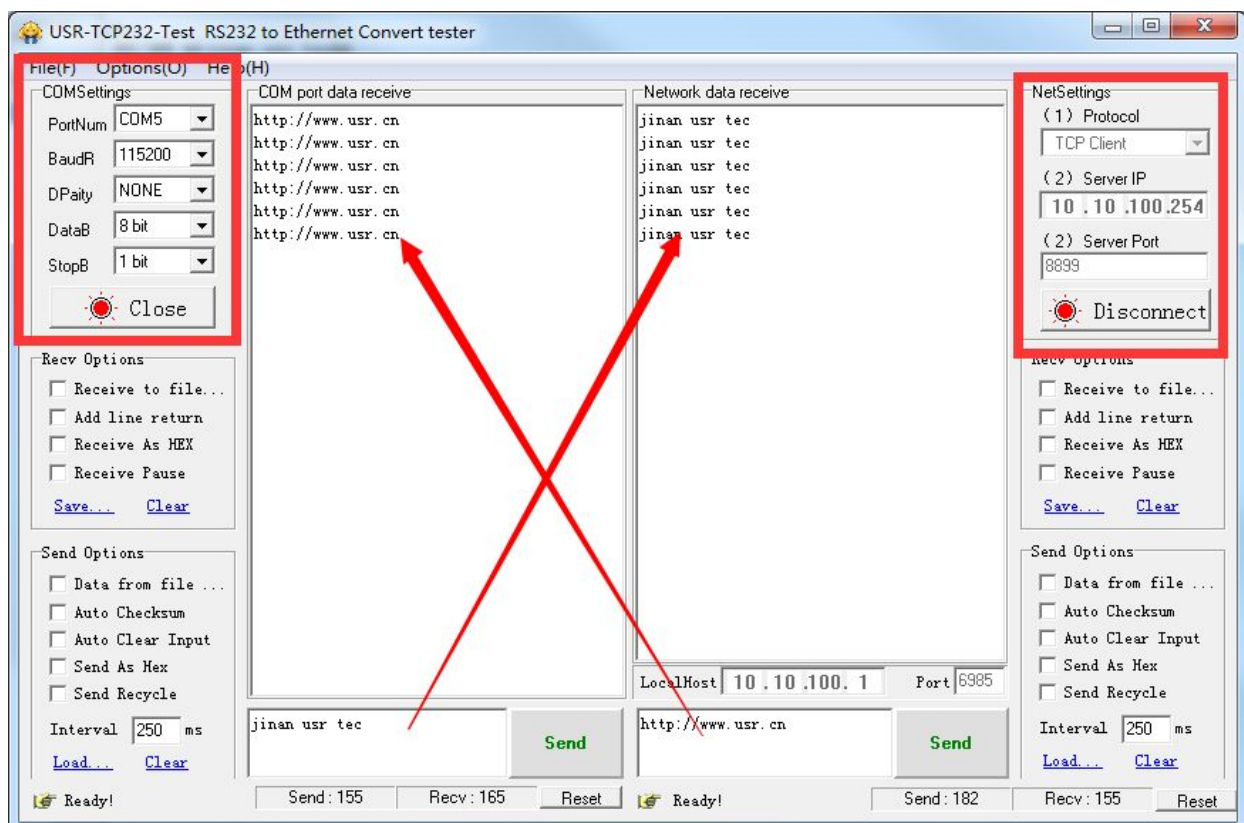 USR-TCP232-Test RS232 to Ethernet Convert tester
File(F) Options(O) Help(H)
COMSettings
PortNum COM5
BaudR 115200
DPaity NONE
DataB 8 bit
StopB 1 bit
Close
Recv Options
Receive to file...
Add line return
Receive As HEX
Receive Pause
Save... Clear
Send Options
Data from file ...
Auto Checksum
Auto Clear Input
Send As Hex
Send Recycle
Interval 250 ms
Load... Clear
Ready!
COM port data receive
http://www.usr.cn
http://www.usr.cn
http://www.usr.cn
http://www.usr.cn
http://www.usr.cn
http://www.usr.cn
jinan usr tec
Send
Send : 155 Recv : 165 Reset
Network data receive
jinan usr tec
jinan usr tec
jinan usr tec
jinan usr tec
jinan usr tec
jinan usr tec
LocalHost 10 . 10 .100. 1 Port 6985
http://www.usr.cn
Send
Ready! Send : 182 Recv : 155 Reset
NetSettings
(1) Protocol
TCP Client
(2) Server IP
10 . 10 .100.254
(2) Server Port
8899
Disconnect
Recv Options
Receive to file...
Add line return
Receive As HEX
Receive Pause
Save... Clear
Send Options
Data from file ...
Auto Checksum
Auto Clear Input
Send As Hex
Send Recycle
Interval 250 ms
Load... Clear